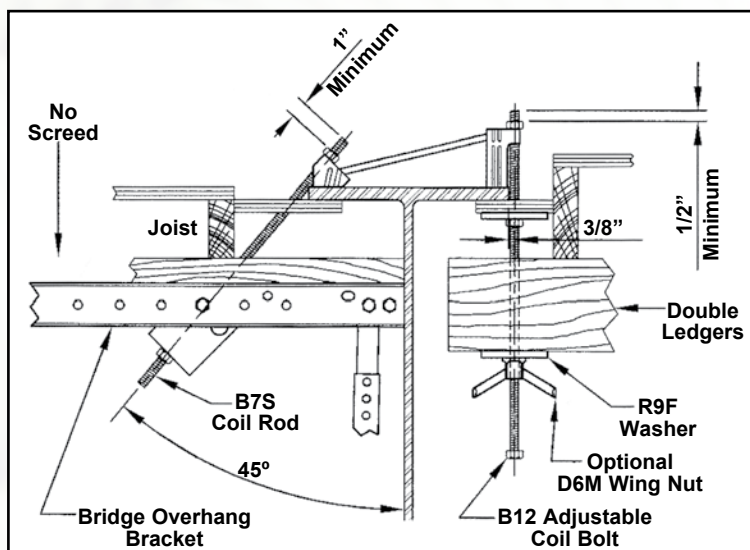 1”
Minimum
No
Screed
Joist
3/8”
1/2”
Minimum
Double
Ledgers
B7S
Coil Rod
R9F
Washer
45º
Optional
D6M Wing Nut
Bridge Overhang
Bracket
B12 Adjustable
Coil Bolt